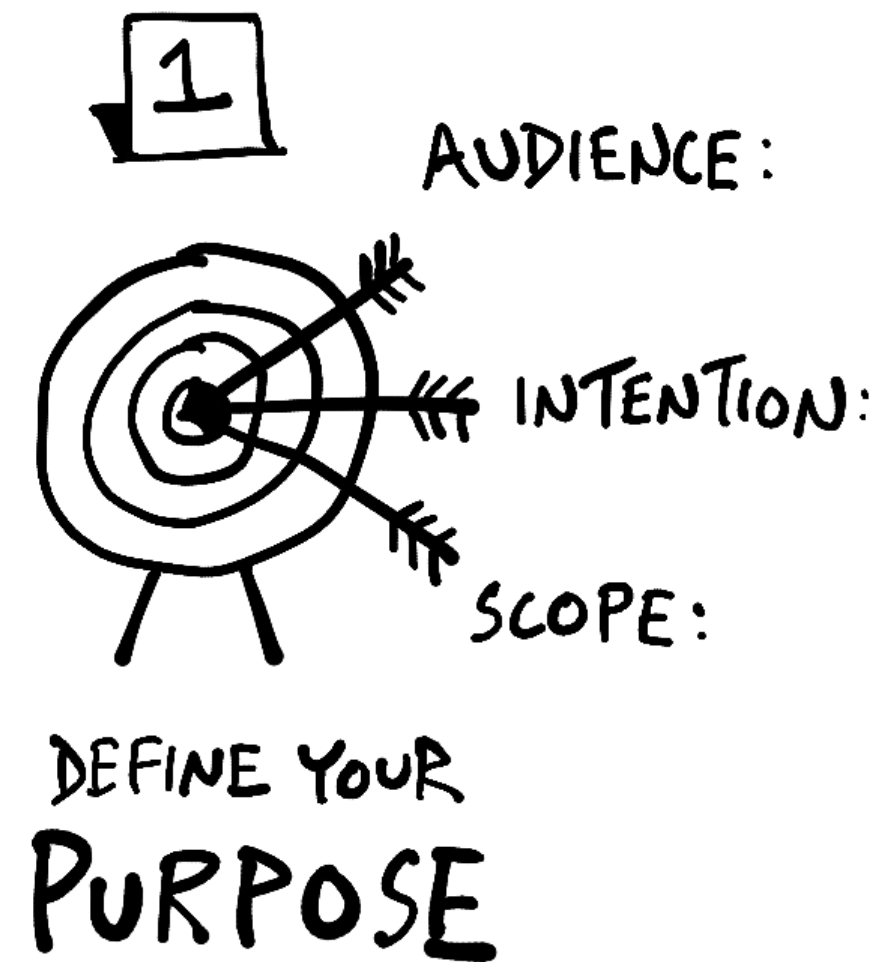 1
AUDIENCE:
INTENTION:
SCOPE:
DEFINE YOUR
PURPOSE